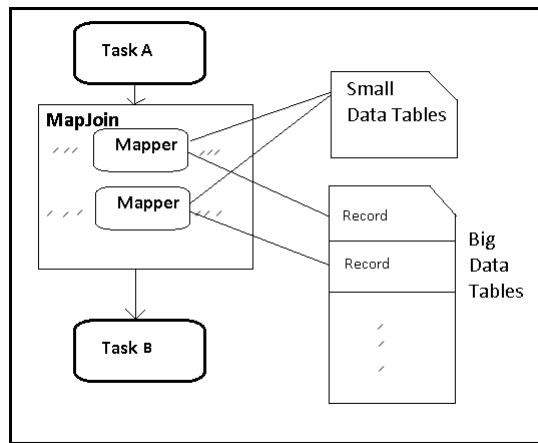 Task A
MapJoin
Mapper
Mapper
Task B
Small
Data Tables
Record
Record
Big
Data
Tables